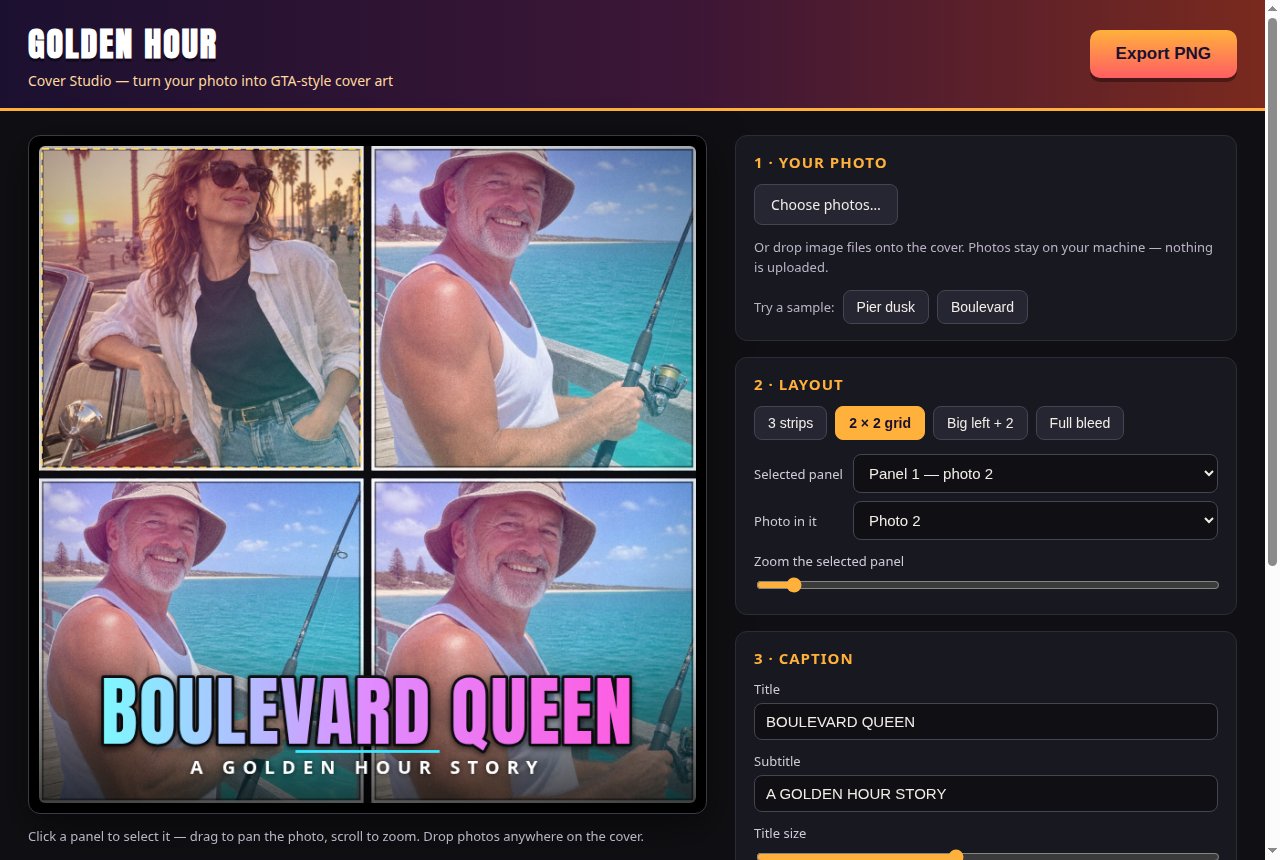 GOLDEN HOUR
Cover Studio — turn your photo into GTA-style cover art
Export PNG
BOULEVARD QUEEN
A GOLDEN HOUR STORY
Click a panel to select it — drag to pan the photo, scroll to zoom. Drop photos anywhere on the cover.
1 · YOUR PHOTO
Choose photos...
Or drop image files onto the cover. Photos stay on your machine — nothing
is uploaded.
Try a sample: Pier dusk Boulevard
2 · LAYOUT
3 strips 2 × 2 grid Big left + 2 Full bleed
Selected panel Panel 1 — photo 2
Photo in it Photo 2
Zoom the selected panel
3 · CAPTION
Title
BOULEVARD QUEEN
Subtitle
A GOLDEN HOUR STORY
Title size